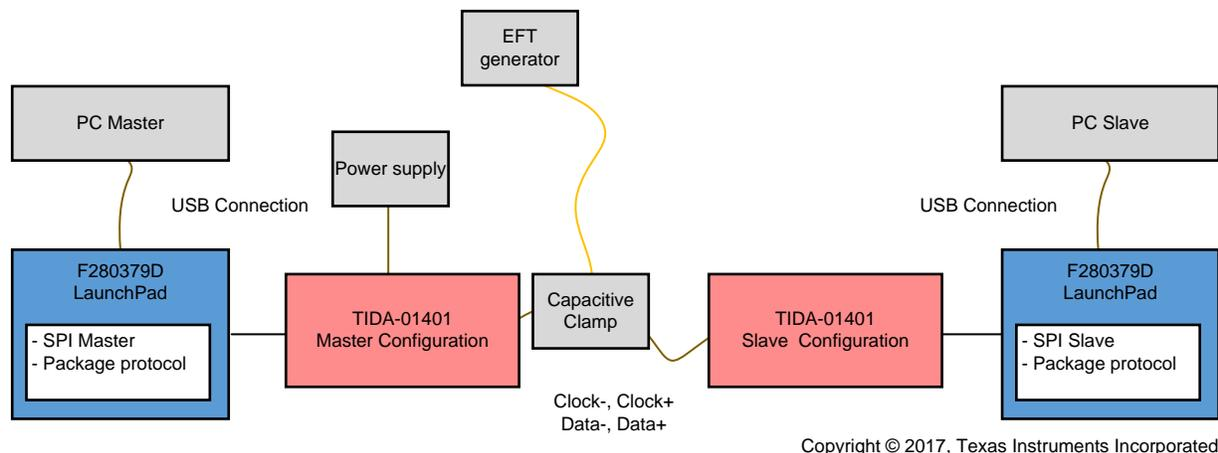 EFT
generator
PC Master
PC Slave
Power supply
USB Connection
USB Connection
F280379D
LaunchPad
- SPI Master
- Package protocol
TIDA-01401
Master Configuration
Capacitive
Clamp
TIDA-01401
Slave Configuration
F280379D
LaunchPad
- SPI Slave
- Package protocol
Clock-, Clock+
Data-, Data+
Copyright © 2017, Texas Instruments Incorporated